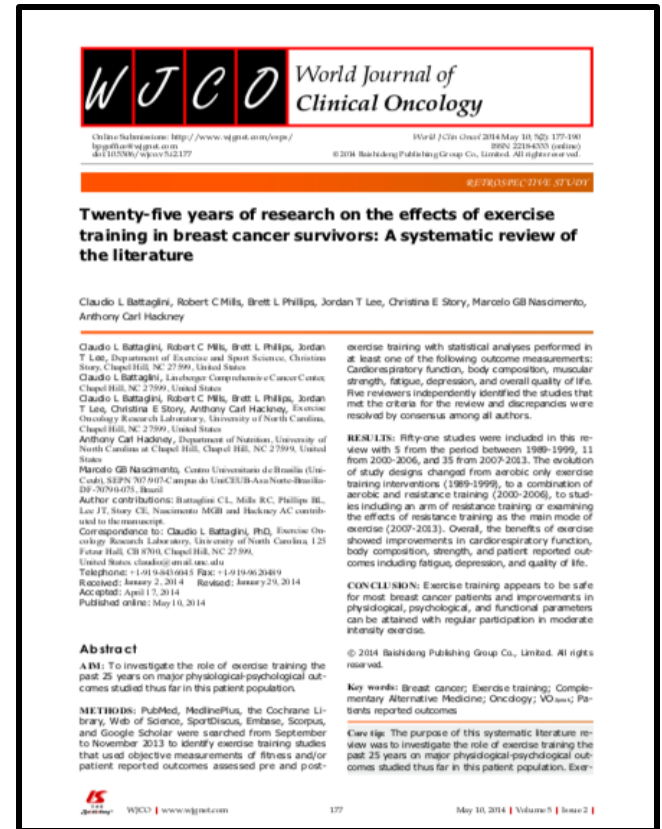 WJCO
World Journal of
Clinical Oncology
Online Submissions: http://www.wjgnet.com/esps/
bpgoffice@wjgnet.com
doi:10.5306/wjco.v5.i2.177
World J Clin Oncol 2014 May 10; 5(2): 177-190
ISSN 2218-4333 (online)
© 2014 Baishideng Publishing Group Co., Limited. All rights reserved.
RETROSPECTIVE STUDY
Twenty-five years of research on the effects of exercise
training in breast cancer survivors: A systematic review of
the literature
Claudio L Battaglini, Robert C Mills, Brett L Phillips, Jordan T Lee, Christina E Story, Marcelo GB Nascimento,
Anthony Carl Hackney
Claudio L Battaglini, Robert C Mills, Brett L Phillips, Jordan
T Lee, Department of Exercise and Sport Science, Christina
Story, Chapel Hill, NC 27599, United States
Claudio L Battaglini, Lineberger Comprehensive Cancer Center,
Chapel Hill, NC 27599, United States
Claudio L Battaglini, Robert C Mills, Brett L Phillips, Jordan
T Lee, Christina E Story, Anthony Carl Hackney, Exercise
Oncology Research Laboratory, University of North Carolina,
Chapel Hill, NC 27599, United States
Anthony Carl Hackney, Department of Nutrition, University of
North Carolina at Chapel Hill, Chapel Hill, NC 27599, United
States
Marcelo GB Nascimento, Centro Universitario de Brasilia (Uni-
Ceub), SEPN 707/907-Campus do UniCEUB-Asa Norte-Brasilia-
DF-70790-075, Brazil
Author contributions: Battaglini CL, Mills RC, Phillips BL,
Lee JT, Story CE, Nascimento MGB and Hackney AC contrib-
uted to the manuscript.
Correspondence to: Claudio L Battaglini, PhD, Exercise On-
cology Research Laboratory, University of North Carolina, 125
Fetzer Hall, CB 8700, Chapel Hill, NC 27599,
United States. claudio@email.unc.edu
Telephone: +1-919-8436045 Fax: +1-919-9620489
Received: January 2, 2014 Revised: January 29, 2014
Accepted: April 17, 2014
Published online: May 10, 2014
Abstract
AIM: To investigate the role of exercise training the
past 25 years on major physiological-psychological out-
comes studied thus far in this patient population.
METHODS: PubMed, MedlinePlus, the Cochrane Li-
brary, Web of Science, SportDiscus, Embase, Scorpus,
and Google Scholar were searched from September
to November 2013 to identify exercise training studies
that used objective measurements of fitness and/or
patient reported outcomes assessed pre and post-
exercise training with statistical analyses performed in
at least one of the following outcome measurements:
Cardiorespiratory function, body composition, muscular
strength, fatigue, depression, and overall quality of life.
Five reviewers independently identified the studies that
met the criteria for the review and discrepancies were
resolved by consensus among all authors.
RESULTS: Fifty-one studies were included in this re-
view with 5 from the period between 1989-1999, 11
from 2000-2006, and 35 from 2007-2013. The evolution
of study designs changed from aerobic only exercise
training interventions (1989-1999), to a combination of
aerobic and resistance training (2000-2006), to stud-
ies including an arm of resistance training or examining
the effects of resistance training as the main mode of
exercise (2007-2013). Overall, the benefits of exercise
showed improvements in cardiorespiratory function,
body composition, strength, and patient reported out-
comes including fatigue, depression, and quality of life.
CONCLUSION: Exercise training appears to be safe
for most breast cancer patients and improvements in
physiological, psychological, and functional parameters
can be attained with regular participation in moderate
intensity exercise.
© 2014 Baishideng Publishing Group Co., Limited. All rights
reserved.
Key words: Breast cancer; Exercise training; Comple-
mentary Alternative Medicine; Oncology; VO2max; Pa-
tients reported outcomes
Core tip: The purpose of this systematic literature re-
view was to investigate the role of exercise training the
past 25 years on major physiological-psychological out-
comes studied thus far in this patient population. Exer-
WJCO | www.wjgnet.com
177
May 10, 2014 | Volume 5 | Issue 2 |